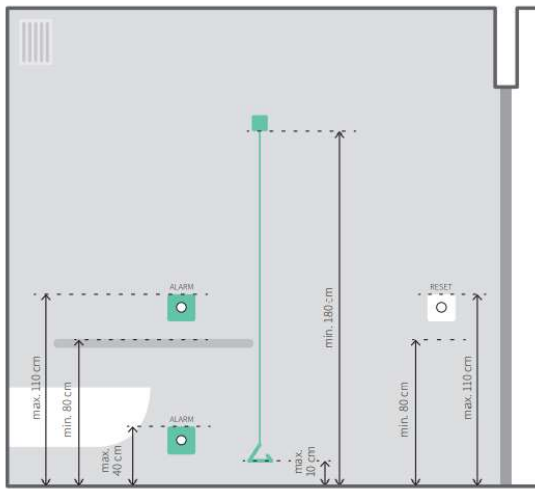 ALARM
RESET
max. 110 cm
min. 80 cm
ALARM
max.
40 cm
min. 180 cm
max.
10 cm
min. 80 cm
max. 110 cm